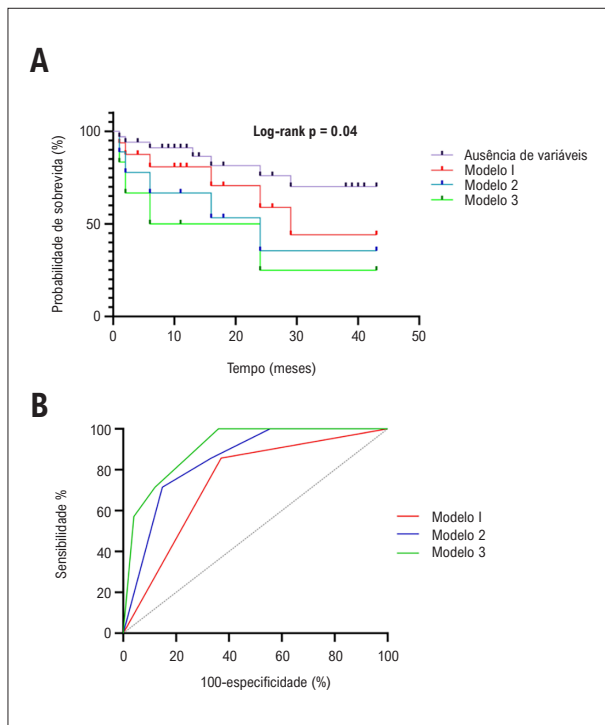 A
Log-rank p = 0.04
Probabilidade de sobrevida (%)
100
50
0
0 10 20 30 40 50
Tempo (meses)
Ausência de variáveis
Modelo I
Modelo 2
Modelo 3
B
Sensibilidade %
100
80
60
40
20
0
0 20 40 60 80 100
100-especificidade (%)
Modelo I
Modelo 2
Modelo 3